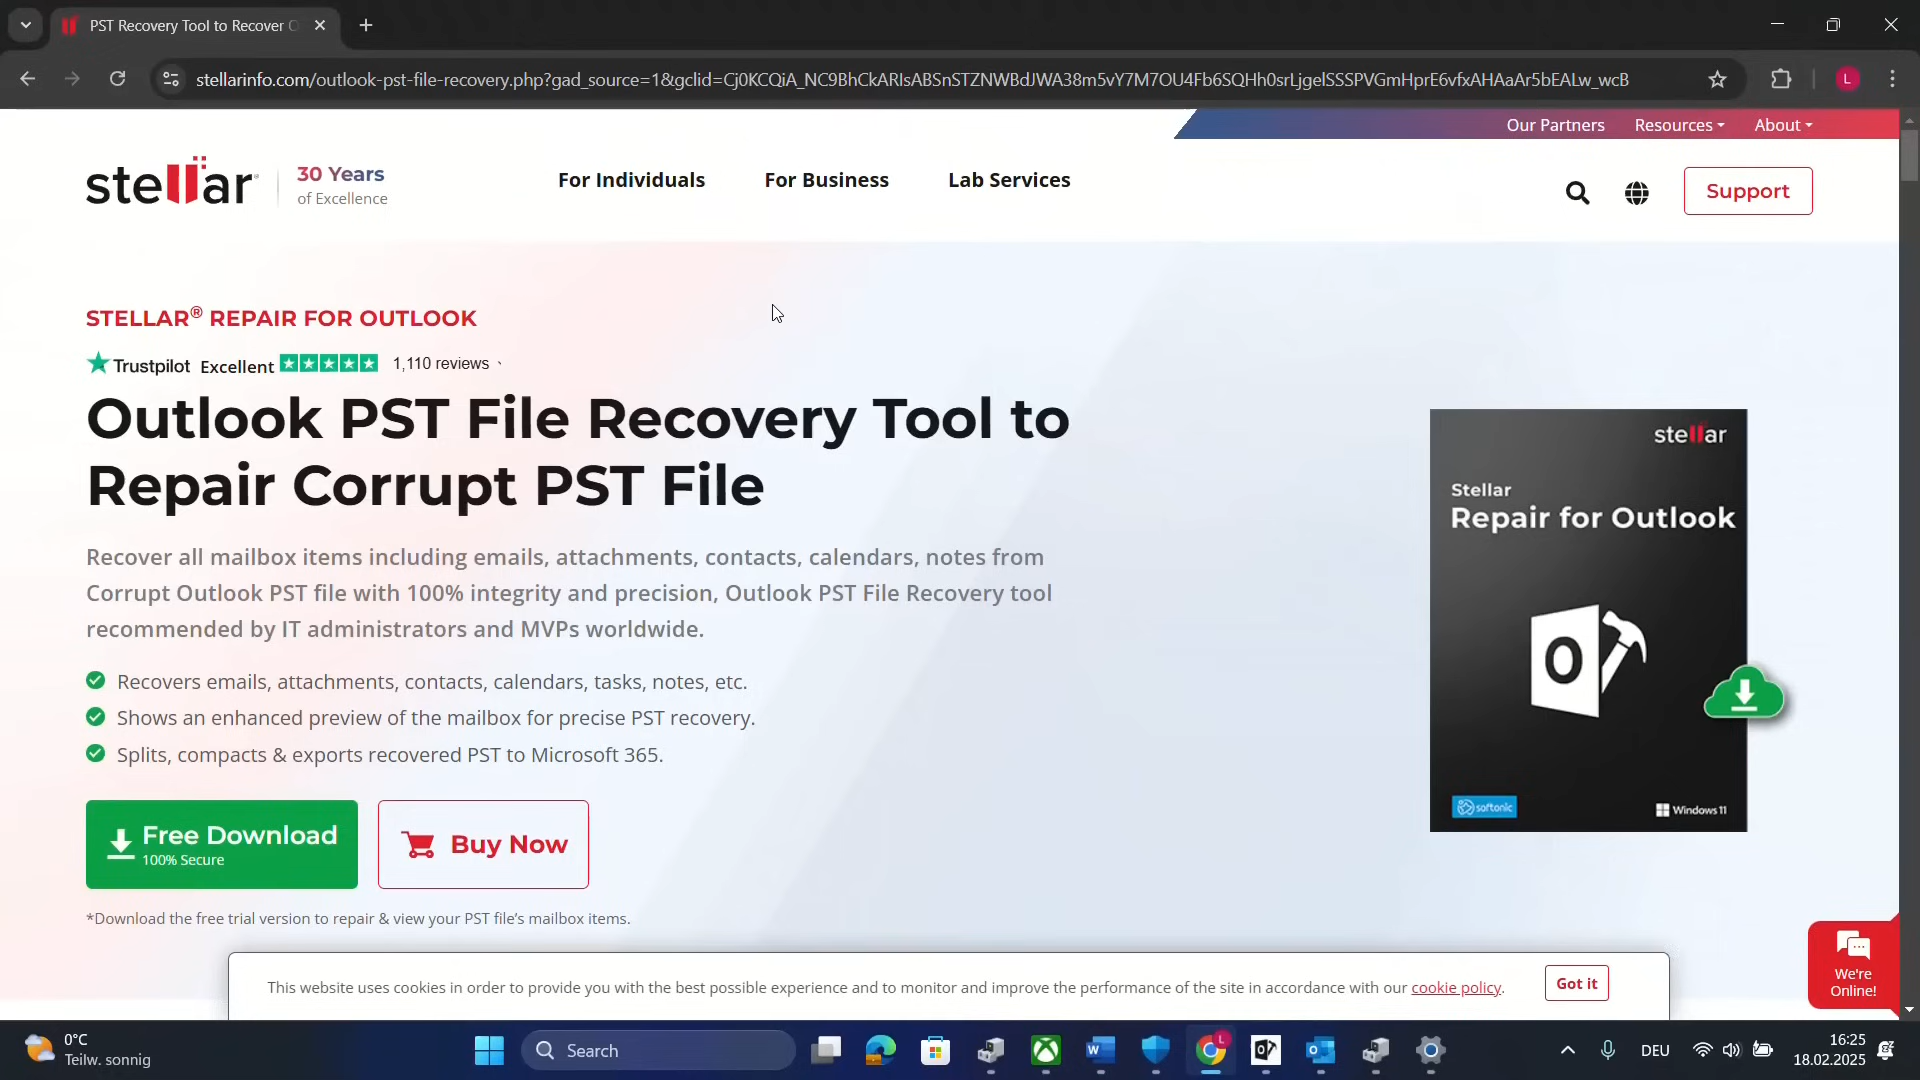 PST Recovery Tool to Recover O
stellarinfo.com/outlook-pst-file-recovery.php?gad_source=1&gclid=Cj0KCQiA_NC9BhCkARIsABSnSTZNWBdJWA38m5vY7M7OU4Fb6SQHh0srLjgelSSSPVGmHprE6vfxAHAaAr5bEALw_wcB
L
Our Partners Resources About
stellar
30 Years
of Excellence
For Individuals For Business Lab Services
Support
STELLAR® REPAIR FOR OUTLOOK
Trustpilot Excellent 1,110 reviews
Outlook PST File Recovery Tool to
Repair Corrupt PST File
Recover all mailbox items including emails, attachments, contacts, calendars, notes from
Corrupt Outlook PST file with 100% integrity and precision, Outlook PST File Recovery tool
recommended by IT administrators and MVPs worldwide.
Recovers emails, attachments, contacts, calendars, tasks, notes, etc.
Shows an enhanced preview of the mailbox for precise PST recovery.
Splits, compacts & exports recovered PST to Microsoft 365.
Free Download
100% Secure
Buy Now
*Download the free trial version to repair & view your PST file's mailbox items.
stellar
Stellar
Repair for Outlook
O
softonic
Windows 11
We're
Online!
This website uses cookies in order to provide you with the best possible experience and to monitor and improve the performance of the site in accordance with our cookie policy.
Got it
0°C
Teilw. sonnig
Search
W
L
DEU
16:25
18.02.2025